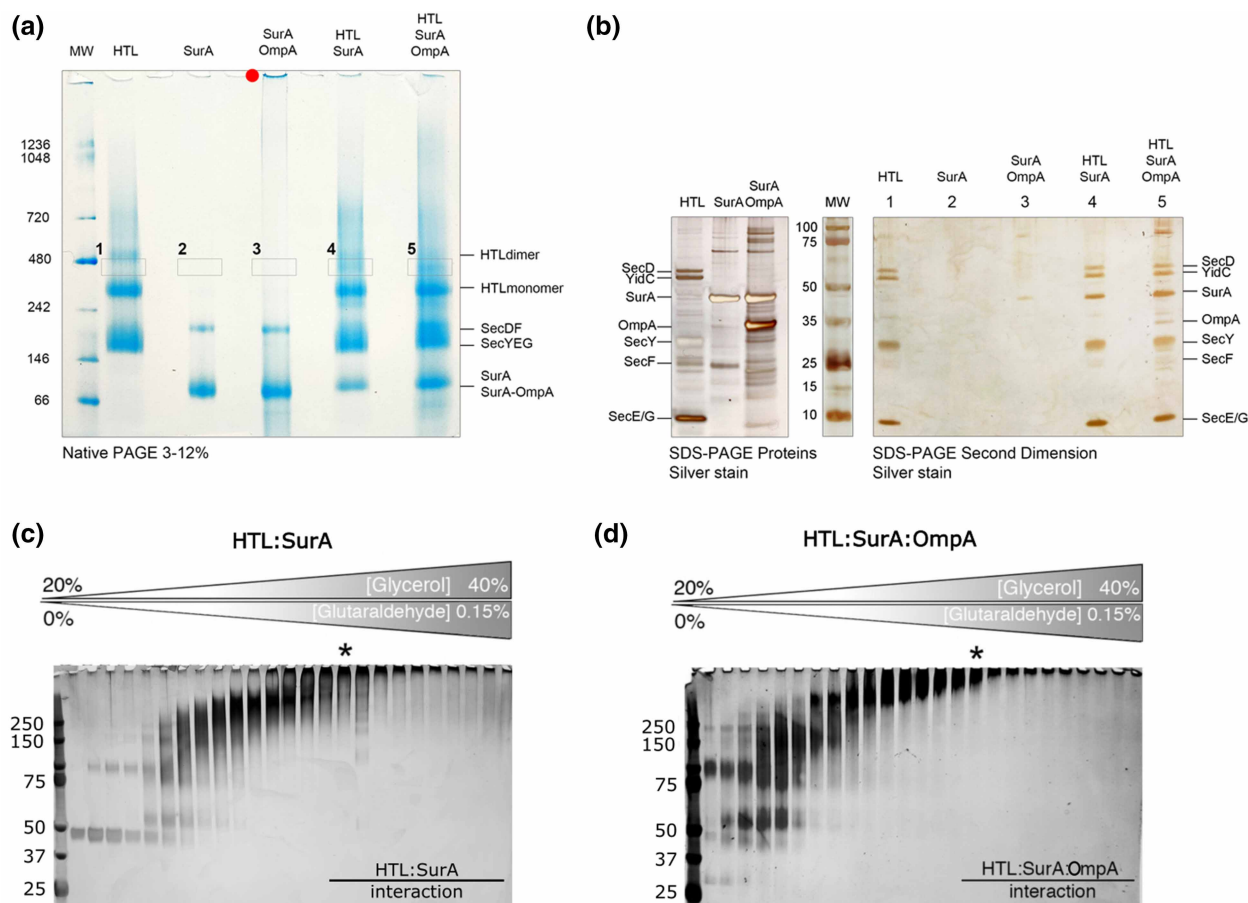 (a)
MW
HTL
SurA
SurA
OmpA
HTL
SurA
HTL
SurA
OmpA
1236
1048
720
480
242
146
66
1
2
3
4
5
HTLdimer
HTLmonomer
SecDF
SecYEG
SurA
SurA-OmpA
Native PAGE 3-12%
(b)
HTL
SurA
SurA
OmpA
MW
HTL
1
SurA
2
SurA
OmpA
3
HTL
SurA
4
HTL
SurA
OmpA
5
SecD
YidC
SurA
OmpA
SecY
SecF
SecE/G
100
75
50
35
25
15
10
SecD
YidC
SurA
OmpA
SecY
SecF
SecE/G
SDS-PAGE Proteins
Silver stain
SDS-PAGE Second Dimension
Silver stain
(c)
HTL:SurA
20%
[Glycerol] 40%
0%
[Glutaraldehyde] 0.15%
*
250
150
75
50
37
25
HTL:SurA
interaction
(d)
HTL:SurA:OmpA
20%
[Glycerol] 40%
0%
[Glutaraldehyde] 0.15%
*
250
150
75
50
37
25
HTL:SurA:OmpA
interaction